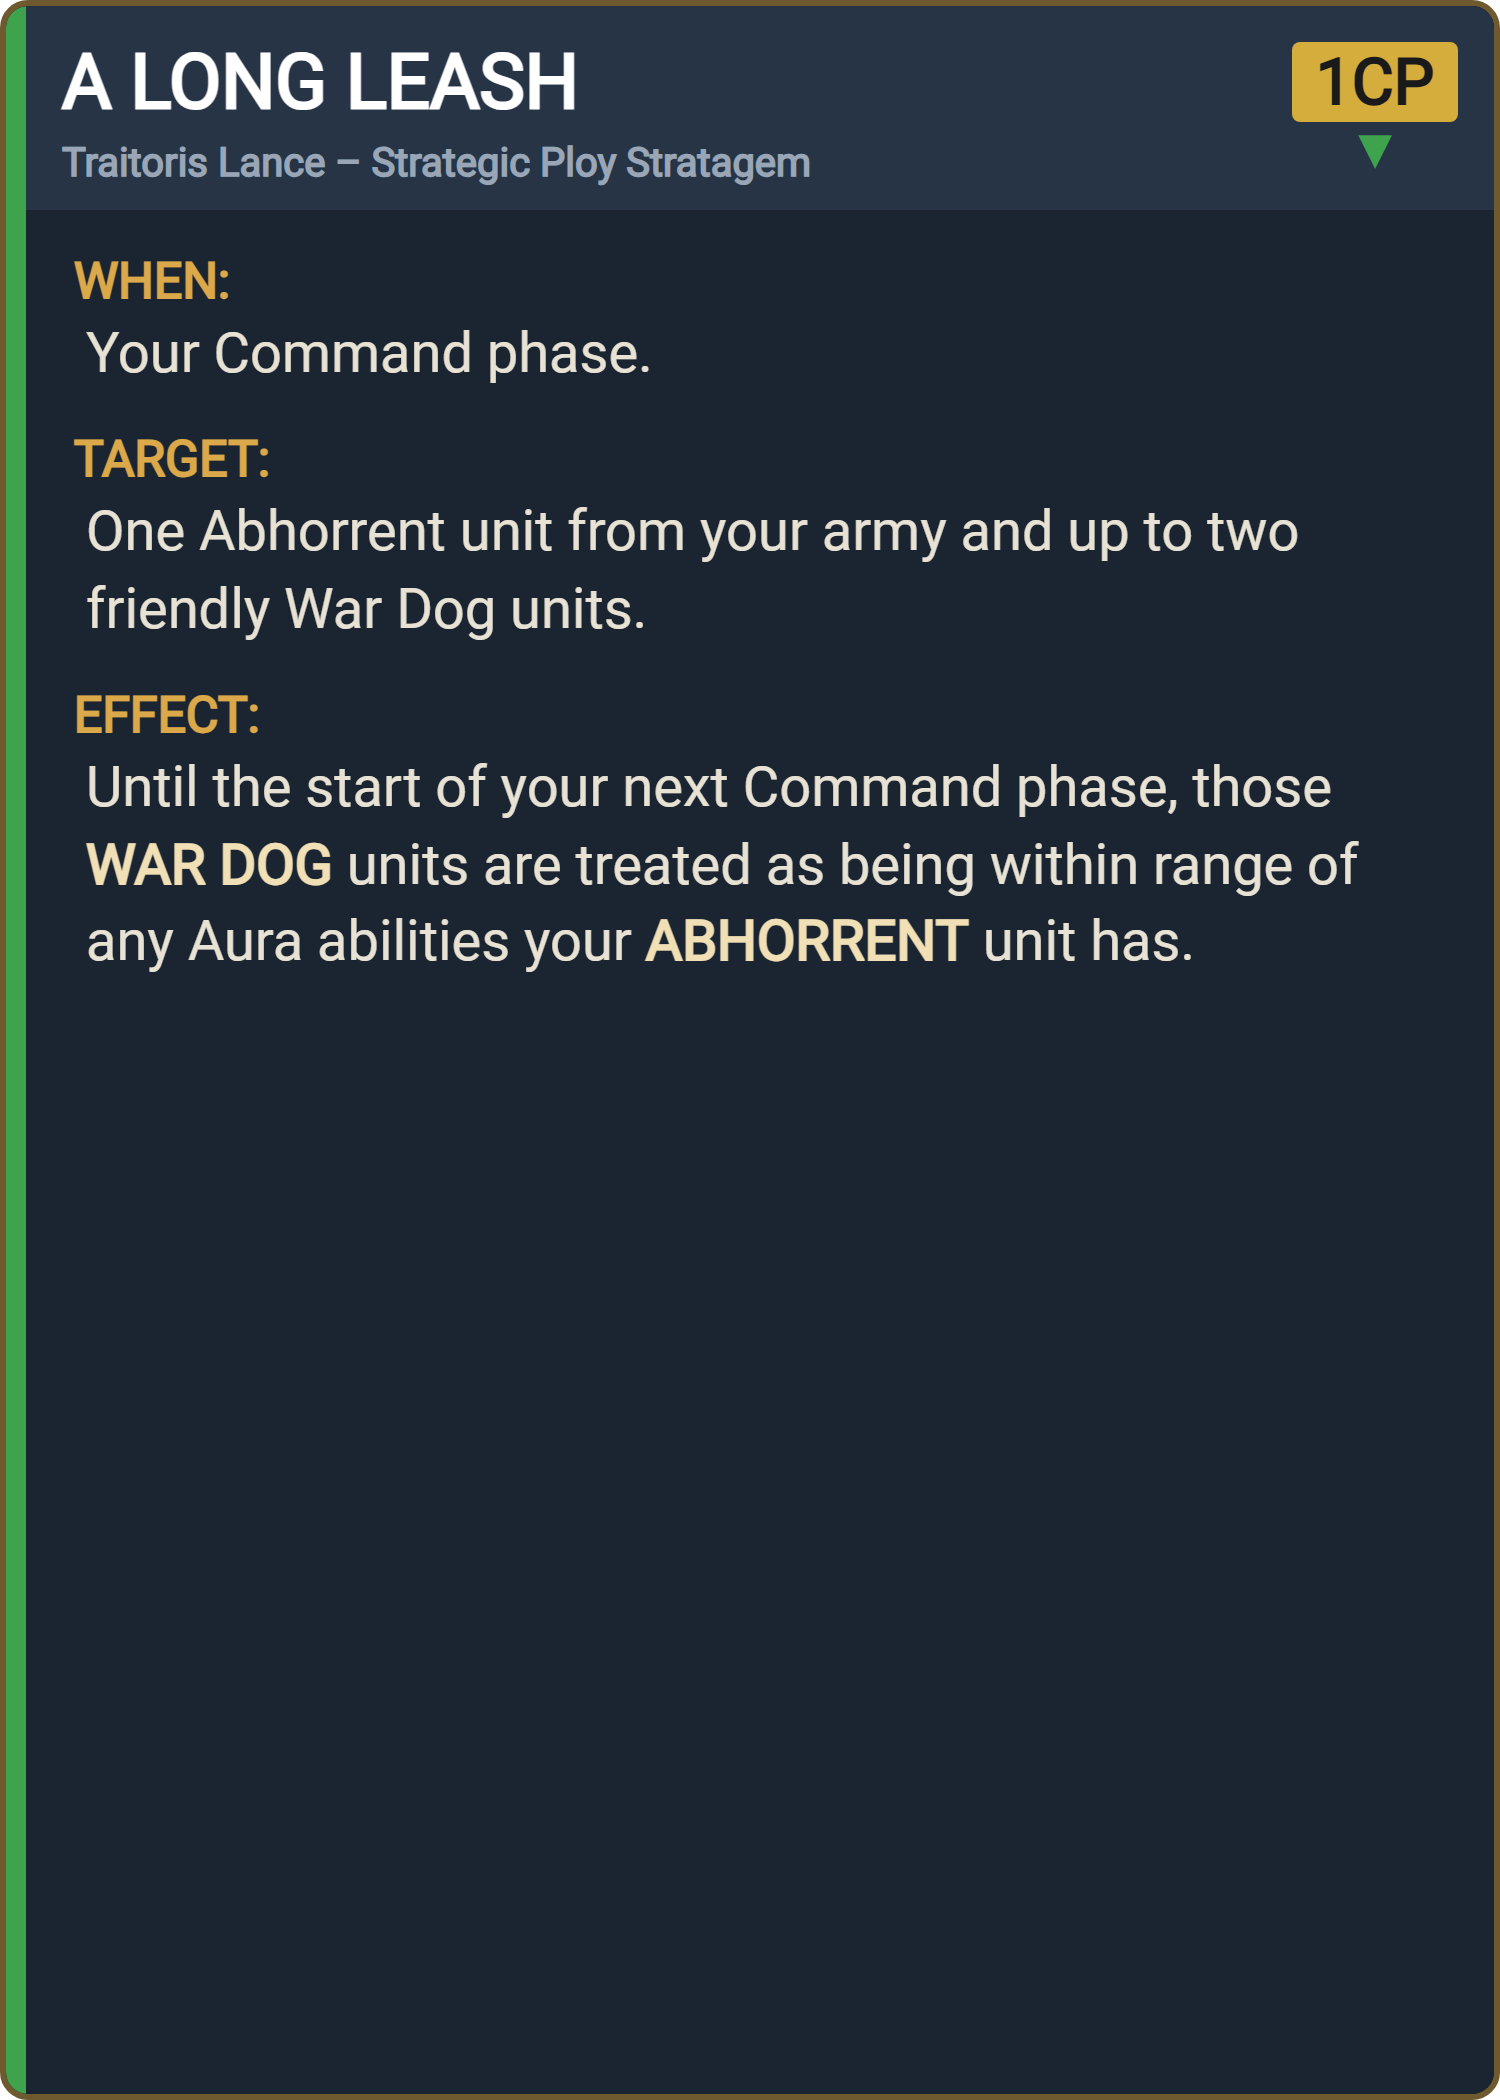 A LONG LEASH
1CP
Traitoris Lance – Strategic Ploy Stratagem
WHEN:
Your Command phase.
TARGET:
One Abhorrent unit from your army and up to two
friendly War Dog units.
EFFECT:
Until the start of your next Command phase, those
WAR DOG units are treated as being within range of
any Aura abilities your ABHORRENT unit has.